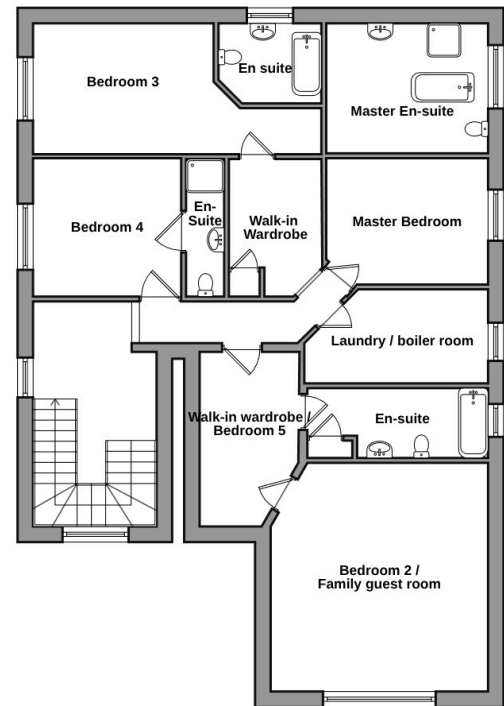 Bedroom 3
En suite
Master En-suite
Bedroom 4
En-
Suite
Walk-in
Wardrobe
Master Bedroom
Laundry / boiler room
Walk-in wardrobe /
Bedroom 5
En-suite
Bedroom 2 /
Family guest room